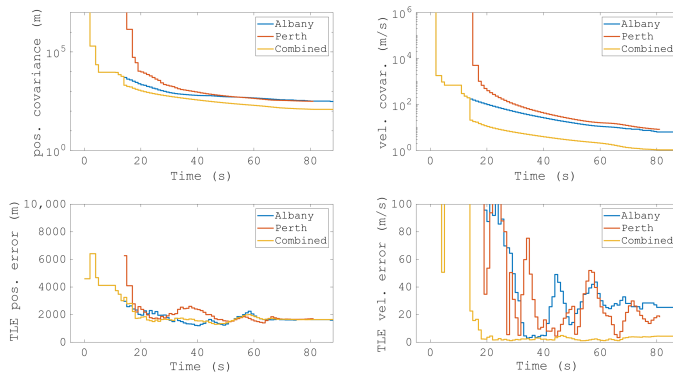 pos. covariance (m)
10^5
10^0
0
20
40
60
80
Time (s)
Albany
Perth
Combined
vel. covar. (m/s)
10^6
10^4
10^2
10^0
0
20
40
60
80
Time (s)
Albany
Perth
Combined
TLE pos. error (m)
10,000
8000
6000
4000
2000
0
0
20
40
60
80
Time (s)
Albany
Perth
Combined
TLE vel. error (m/s)
100
80
60
40
20
0
0
20
40
60
80
Time (s)
Albany
Perth
Combined